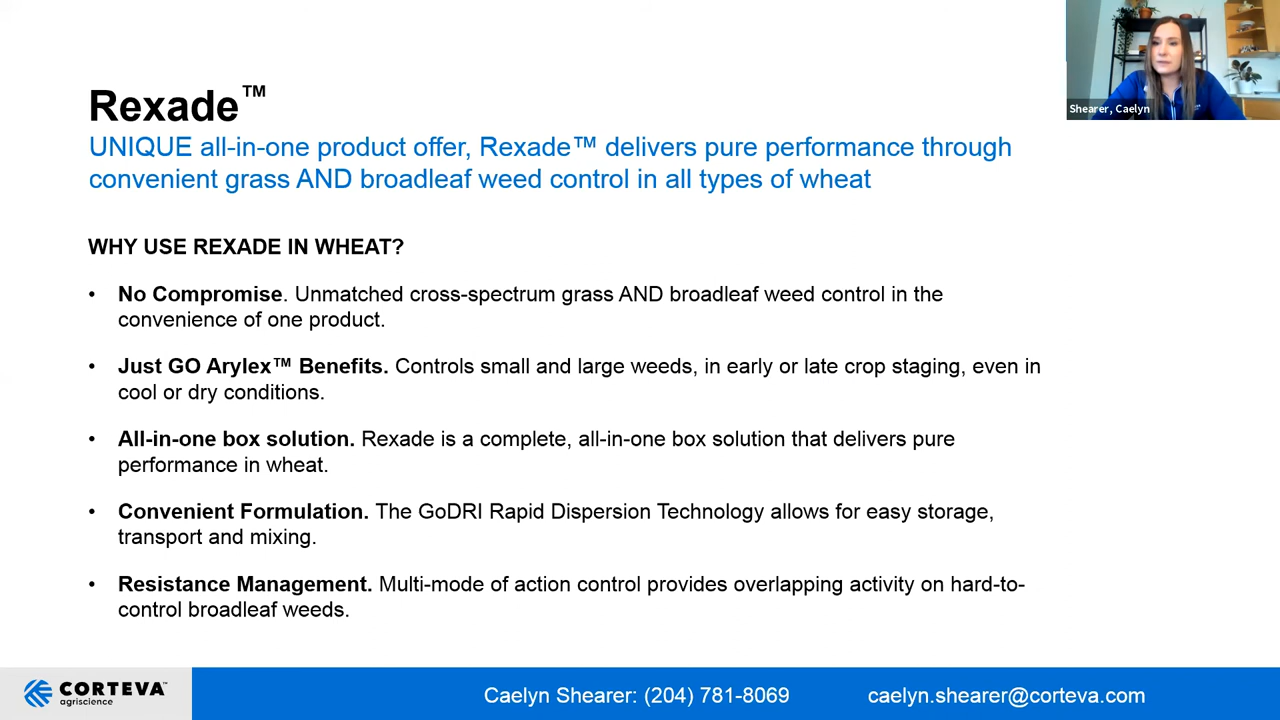 Rexade™
UNIQUE all-in-one product offer, Rexade™ delivers pure performance through
convenient grass AND broadleaf weed control in all types of wheat
Shearer, Caelyn
WHY USE REXADE IN WHEAT?
• No Compromise. Unmatched cross-spectrum grass AND broadleaf weed control in the
convenience of one product.
• Just GO Arylex™ Benefits. Controls small and large weeds, in early or late crop staging, even in
cool or dry conditions.
• All-in-one box solution. Rexade is a complete, all-in-one box solution that delivers pure
performance in wheat.
• Convenient Formulation. The GoDRI Rapid Dispersion Technology allows for easy storage,
transport and mixing.
• Resistance Management. Multi-mode of action control provides overlapping activity on hard-to-
control broadleaf weeds.
CORTEVA™
agriscience
Caelyn Shearer: (204) 781-8069 caelyn.shearer@corteva.com